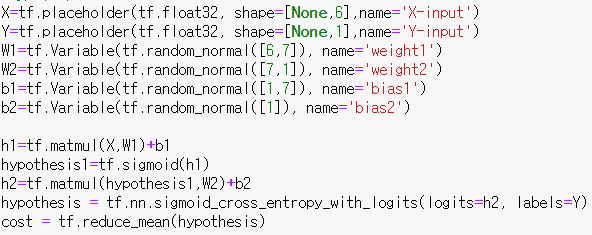 X=tf.placeholder(tf.float32, shape=[None,6],name='X-input')
Y=tf.placeholder(tf.float32, shape=[None,1],name='Y-input')
W1=tf.Variable(tf.random_normal([6,7]), name='weight1')
W2=tf.Variable(tf.random_normal([7,1]), name='weight2')
b1=tf.Variable(tf.random_normal([1,7]), name='bias1')
b2=tf.Variable(tf.random_normal([1]), name='bias2')
h1=tf.matmul(X,W1)+b1
hypothesis1=tf.sigmoid(h1)
h2=tf.matmul(hypothesis1,W2)+b2
hypothesis = tf.nn.sigmoid_cross_entropy_with_logits(logits=h2, labels=Y)
cost = tf.reduce_mean(hypothesis)